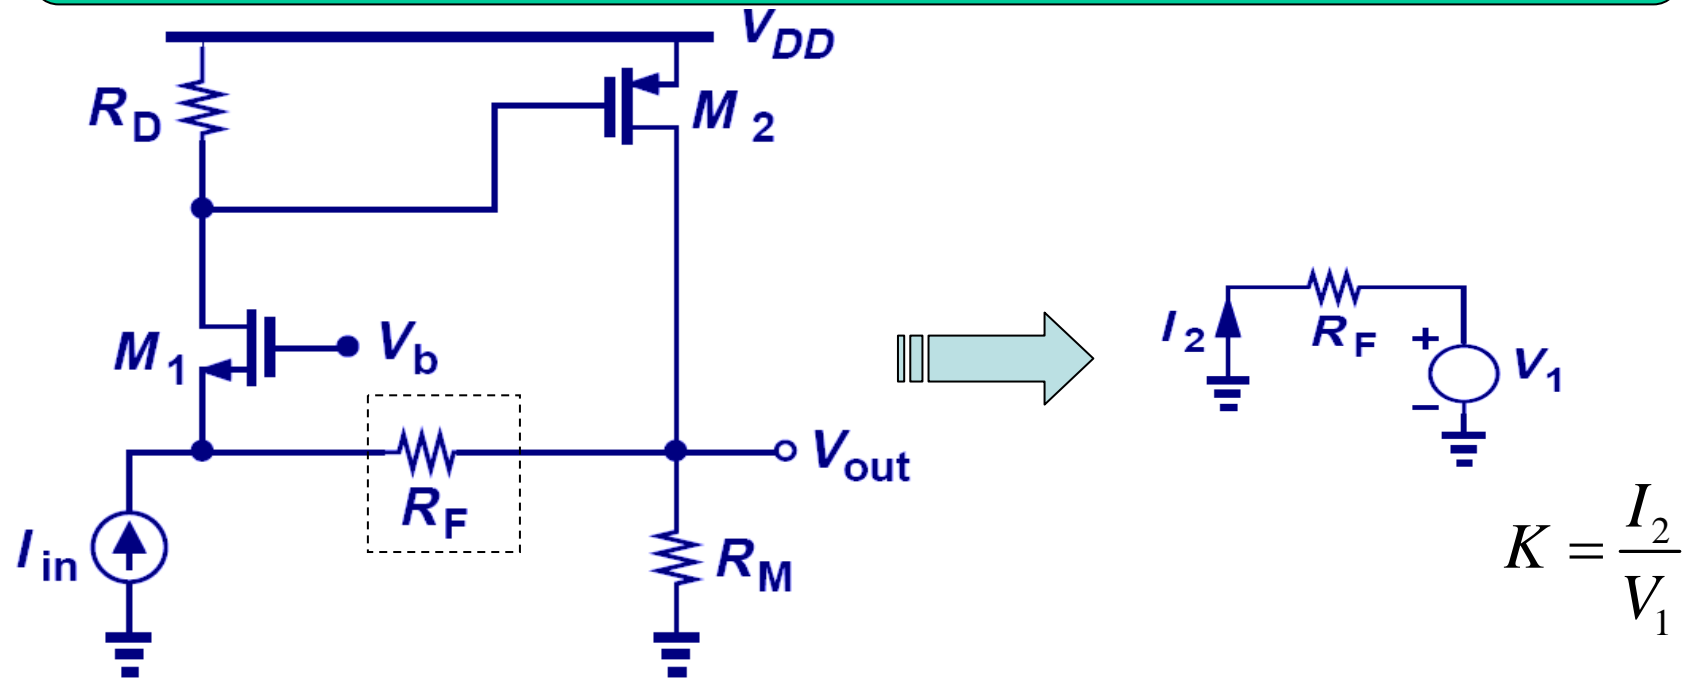 V_DD
R_D
M_2
M_1
V_b
R_F
V_out
I_in
R_M
I_2
R_F
+
−
V_1
K = I_2 / V_1